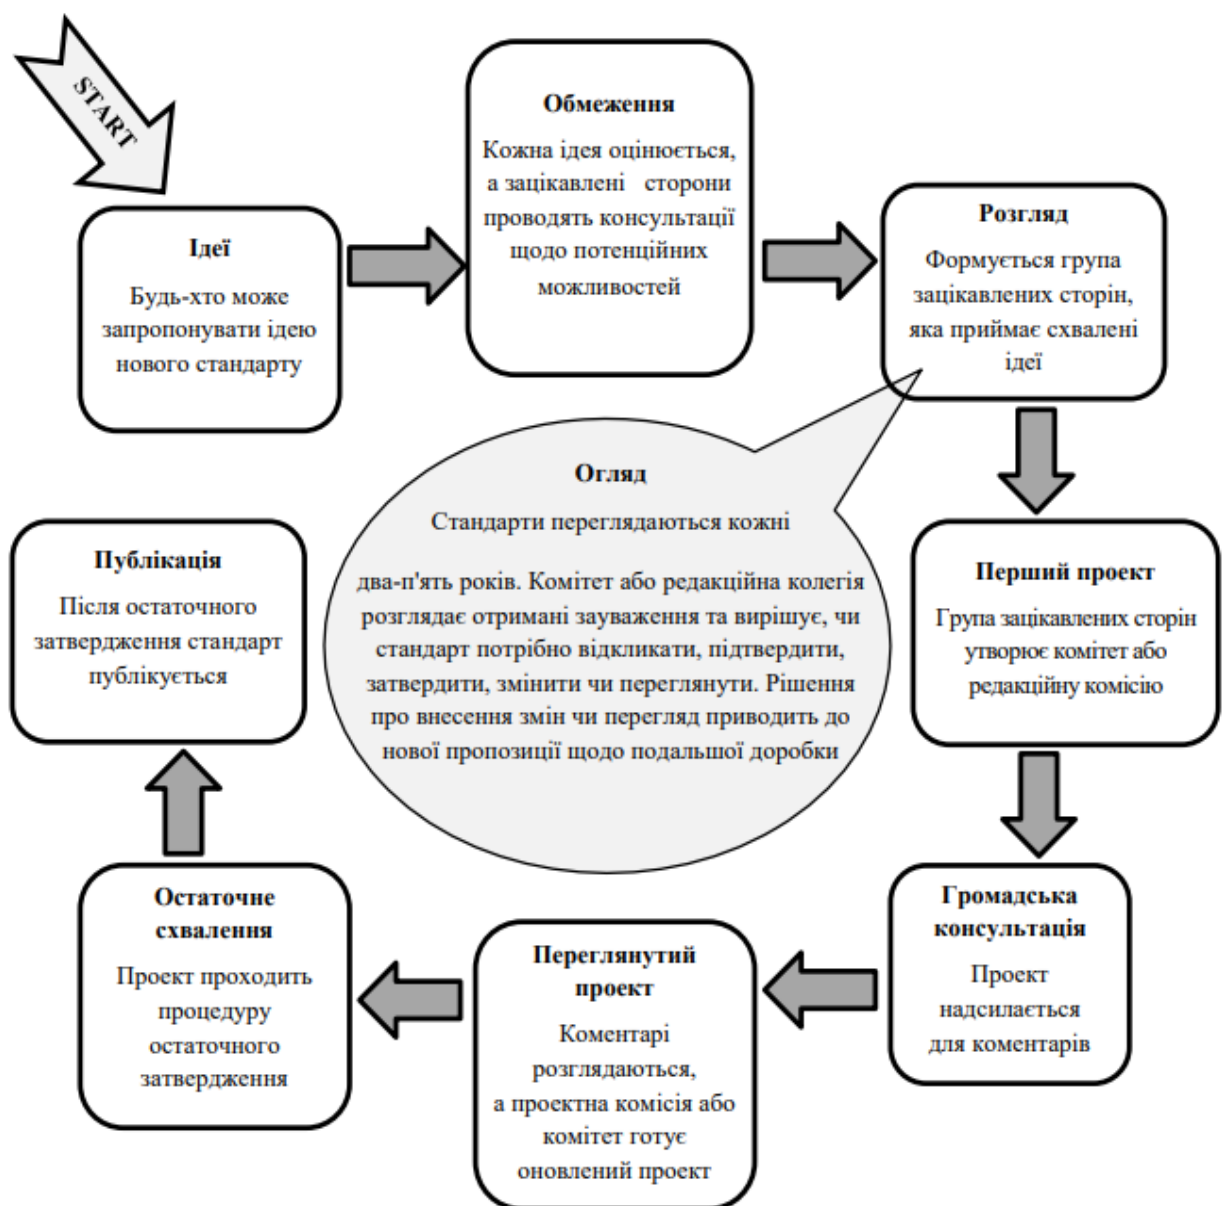 START
Ідеї
Будь-хто може
запропонувати ідею
нового стандарту
Обмеження
Кожна ідея оцінюється,
а зацікавлені сторони
проводять консультації
щодо потенційних
можливостей
Розгляд
Формується група
зацікавлених сторін,
яка приймає схвалені
ідеї
Огляд
Стандарти переглядаються кожні
два-п'ять років. Комітет або редакційна колегія
розглядає отримані зауваження та вирішує, чи
стандарт потрібно відкликати, підтвердити,
затвердити, змінити чи переглянути. Рішення
про внесення змін чи перегляд приводить до
нової пропозиції щодо подальшої доробки
Перший проект
Група зацікавлених сторін
утворює комітет або
редакційну комісію
Громадська
консультація
Проект
надсилається
для коментарів
Переглянутий
проект
Коментарі
розглядаються,
а проектна комісія або
комітет готує
оновлений проект
Остаточне
схвалення
Проект проходить
процедуру
остаточного
затвердження
Публікація
Після остаточного
затвердження стандарт
публікується